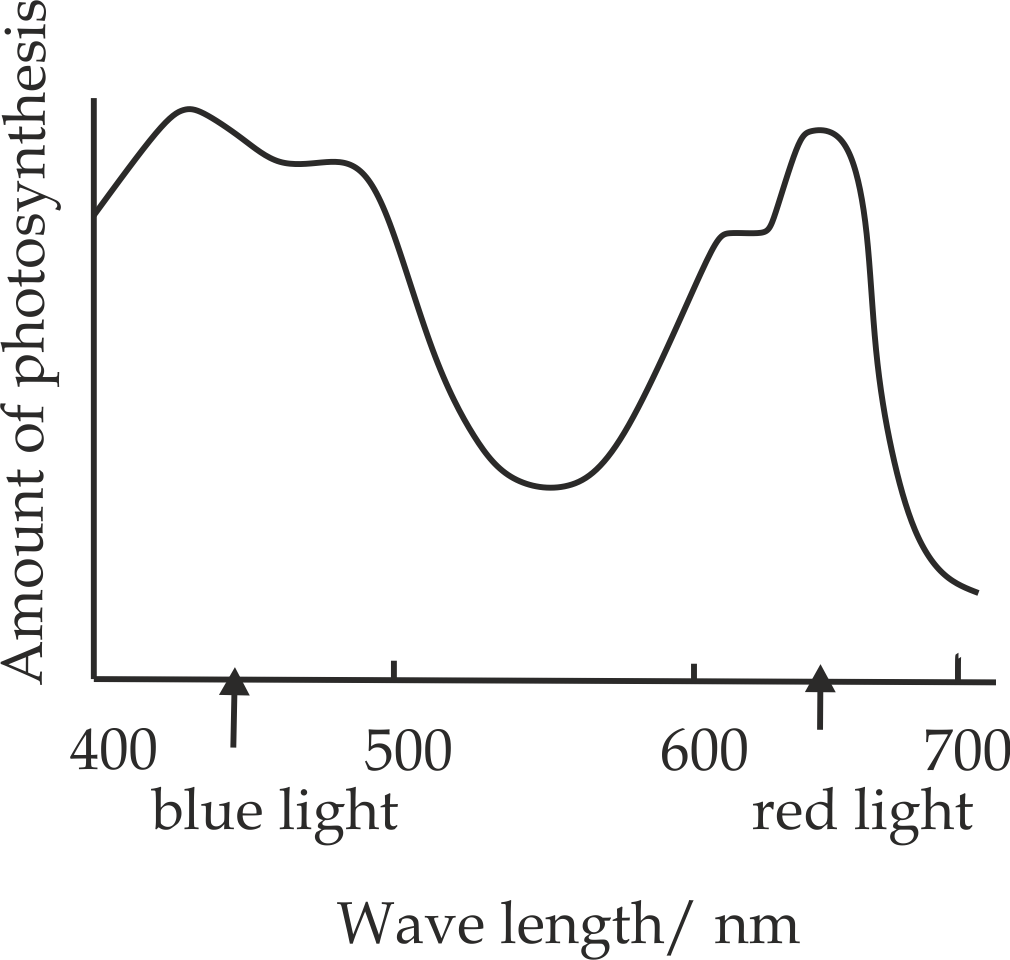 Amount of photosynthesis
400 500 600 700
blue light red light
Wave length/ nm